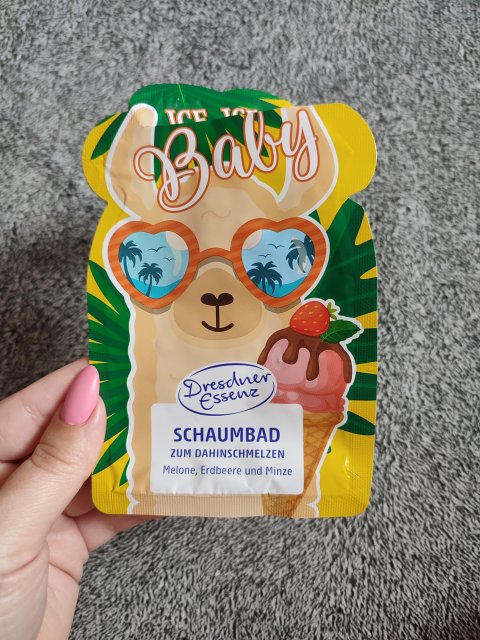 ICE ICE
Baby
Dresdner
Essenz
SCHAUMBAD
ZUM DAHINSCHMELZEN
Melone, Erdbeere und Minze